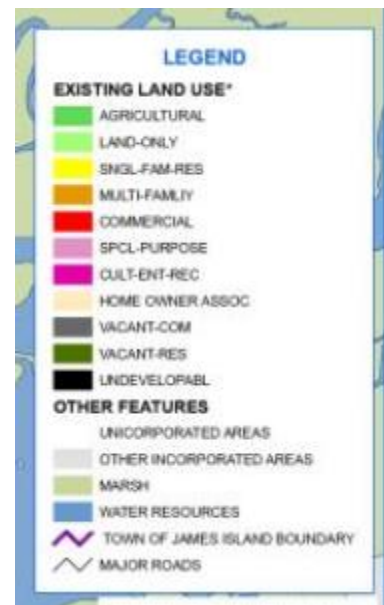 LEGEND
EXISTING LAND USE*
AGRICULTURAL
LAND-ONLY
SNGL-FAM-RES
MULTI-FAMLIY
COMMERCIAL
SPCL-PURPOSE
CULT-ENT-REC
HOME OWNER ASSOC
VACANT-COM
VACANT-RES
UNDEVELOPABL
OTHER FEATURES
UNICORPORATED AREAS
OTHER INCORPORATED AREAS
MARSH
WATER RESOURCES
TOWN OF JAMES ISLAND BOUNDARY
MAJOR ROADS